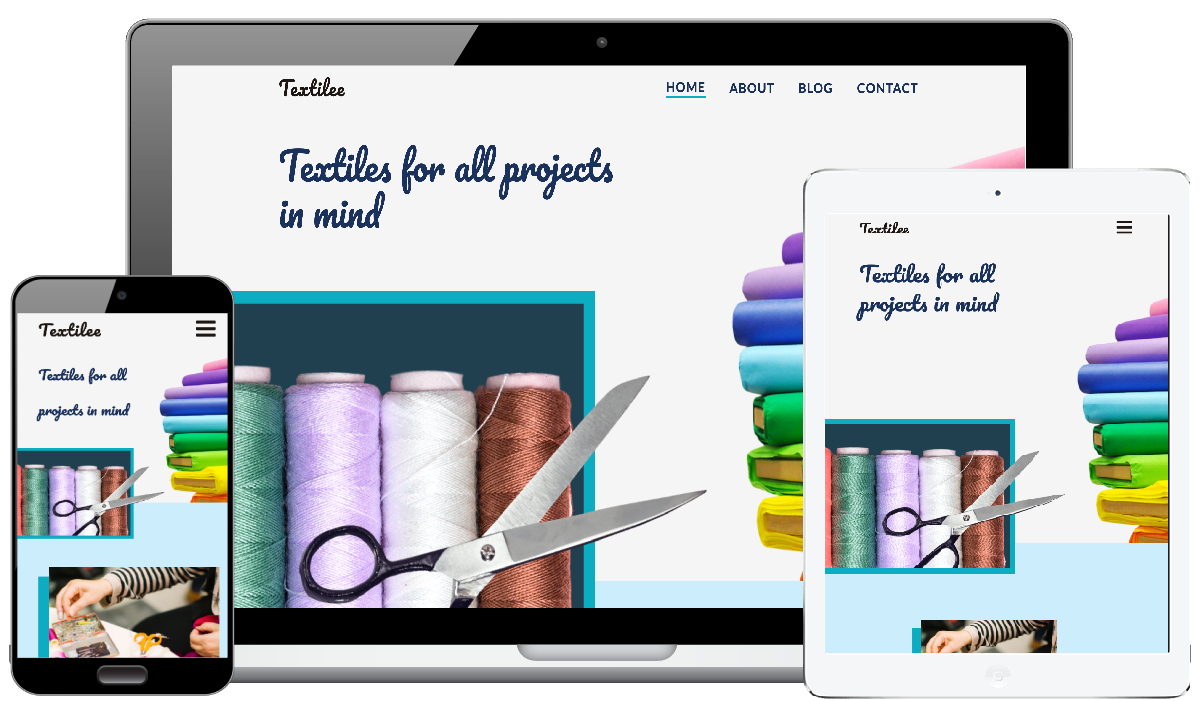 Textilee
HOME ABOUT BLOG CONTACT
Textiles for all projects
in mind
Textilee
Textiles for all
projects in mind
Textilee
Textiles for all
projects in mind